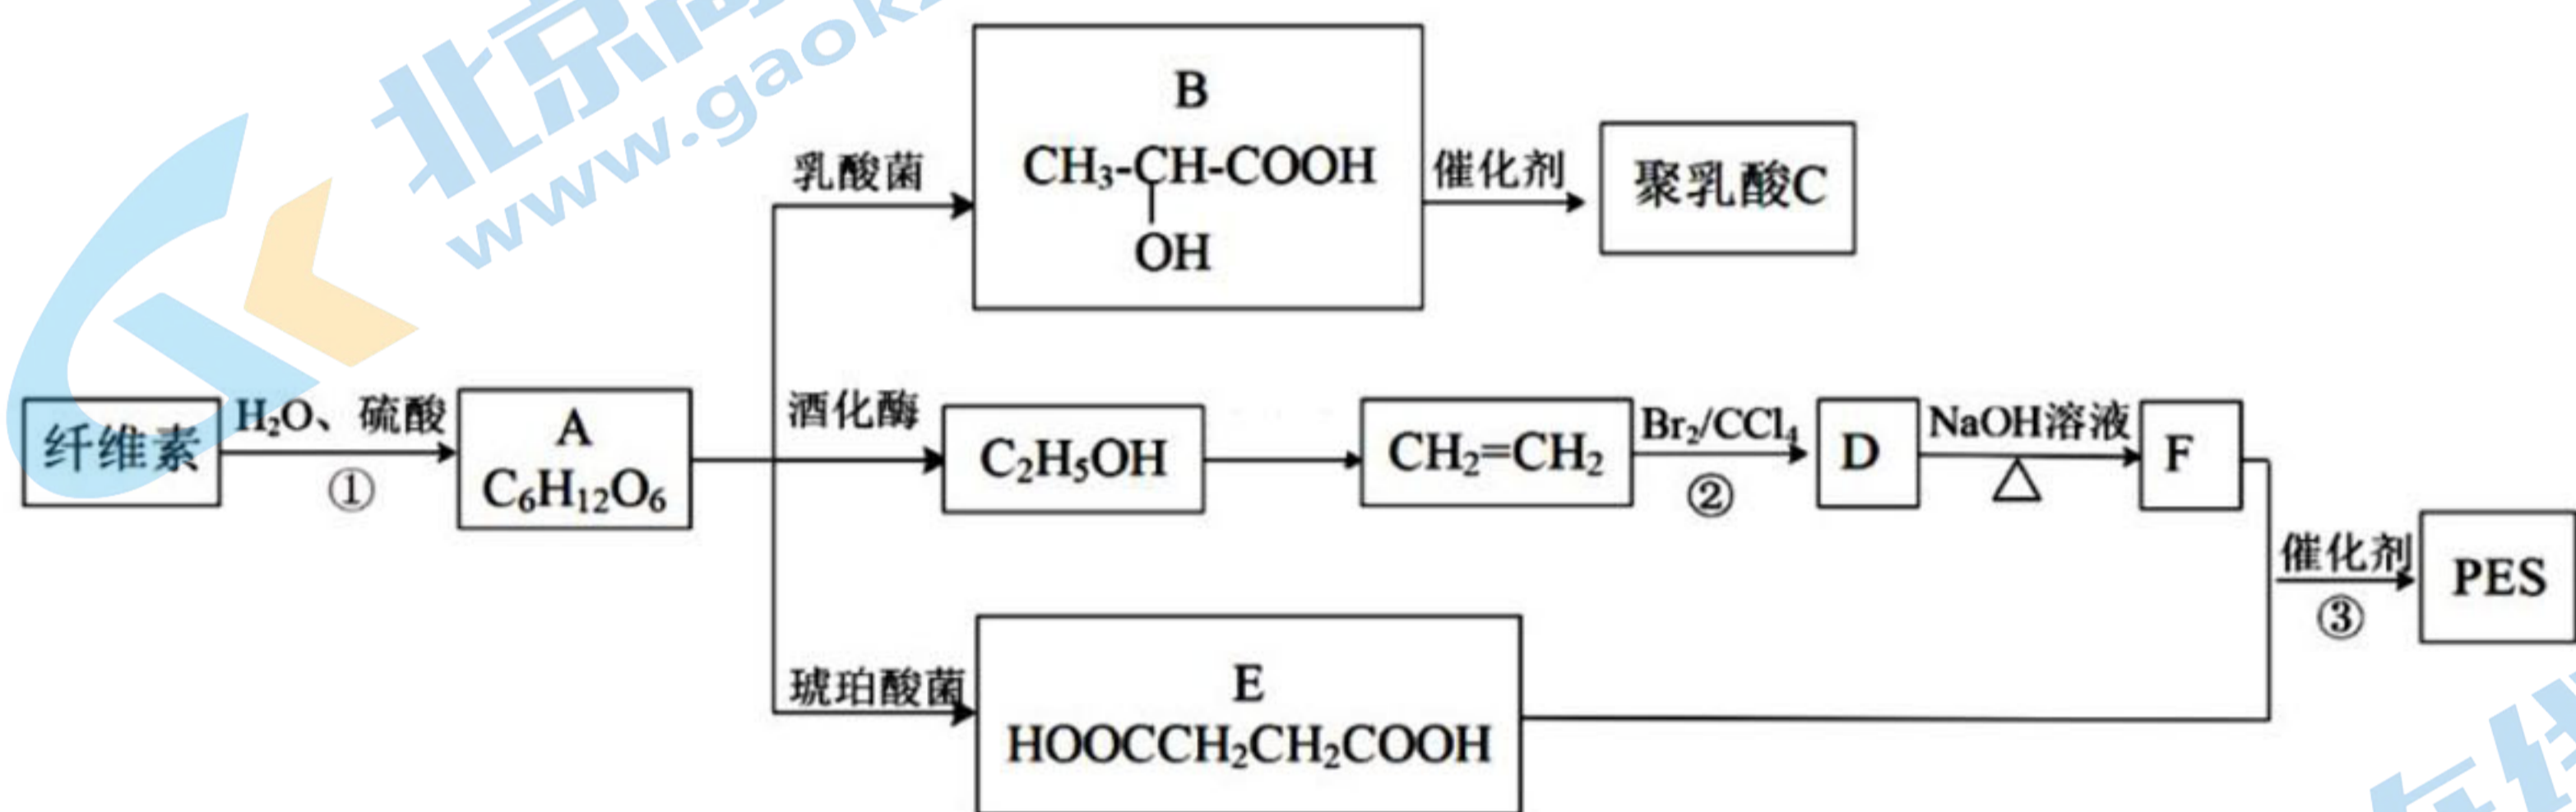 北京
www.gaok
B
CH₃-CH-COOH
OH
乳酸菌
催化剂
聚乳酸C
纤维素
H₂O、硫酸
①
A
C₆H₁₂O₆
酒化酶
C₂H₅OH
CH₂=CH₂
Br₂/CCl₄
②
D
NaOH溶液
△
F
催化剂
③
PES
琥珀酸菌
E
HOOCCH₂CH₂COOH